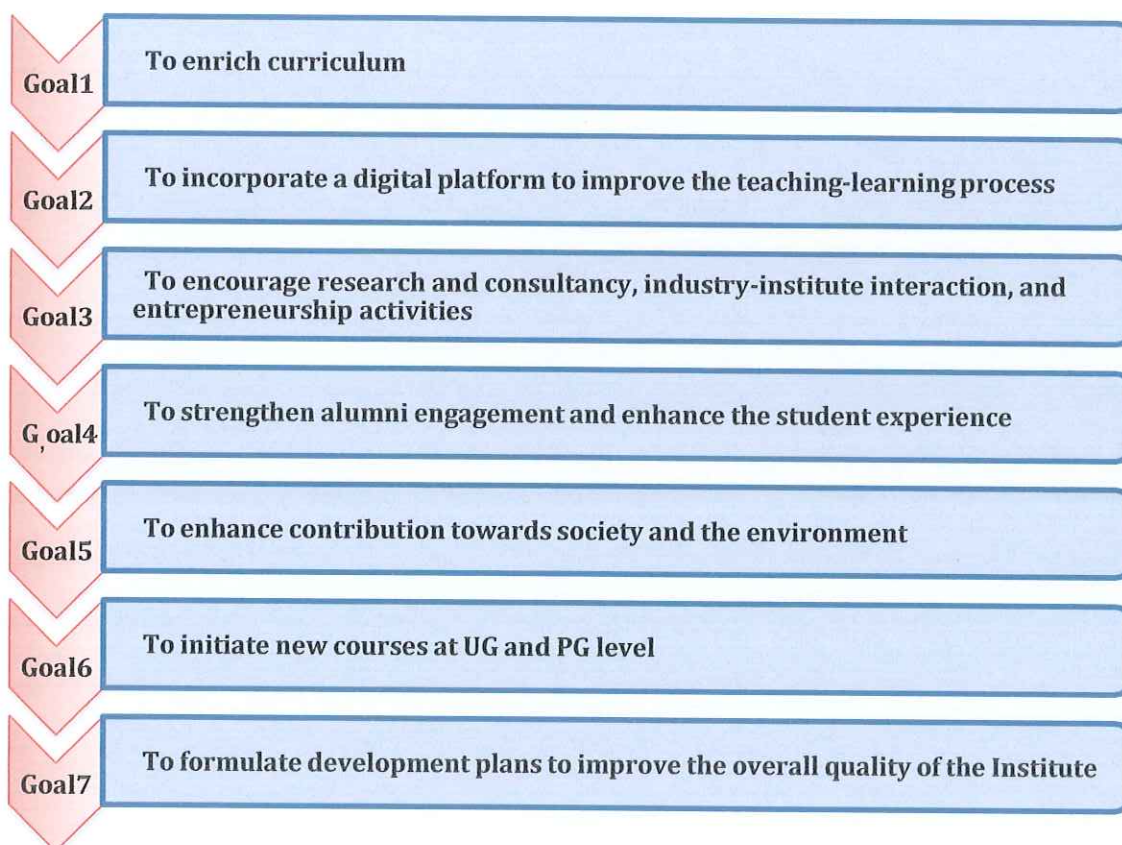 To enrich curriculum
Goal1
To incorporate a digital platform to improve the teaching-learning process
Goal2
To encourage research and consultancy, industry-institute interaction, and
entrepreneurship activities
Goal3
To strengthen alumni engagement and enhance the student experience
G,oal4
To enhance contribution towards society and the environment
Goal5
To initiate new courses at UG and PG level
Goal6
To formulate development plans to improve the overall quality of the Institute
Goal7